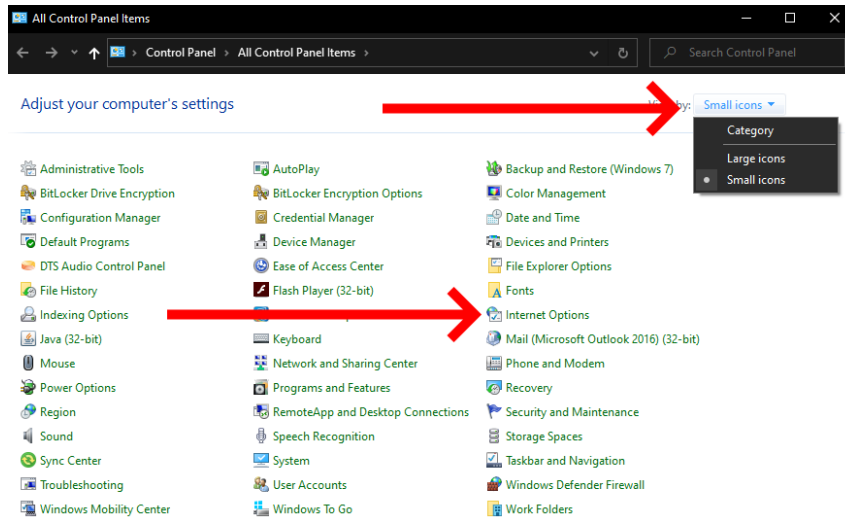 All Control Panel Items
Control Panel › All Control Panel Items › Search Control Panel
Adjust your computer's settings
by: Small icons
Category
Large icons
Small icons
Administrative Tools AutoPlay Backup and Restore (Windows 7)
BitLocker Drive Encryption BitLocker Encryption Options Color Management
Configuration Manager Credential Manager Date and Time
Default Programs Device Manager Devices and Printers
DTS Audio Control Panel Ease of Access Center File Explorer Options
File History Flash Player (32-bit) Fonts
Indexing Options Internet Options
Java (32-bit) Keyboard Mail (Microsoft Outlook 2016) (32-bit)
Mouse Network and Sharing Center Phone and Modem
Power Options Programs and Features Recovery
Region RemoteApp and Desktop Connections Security and Maintenance
Sound Speech Recognition Storage Spaces
Sync Center System Taskbar and Navigation
Troubleshooting User Accounts Windows Defender Firewall
Windows Mobility Center Windows To Go Work Folders